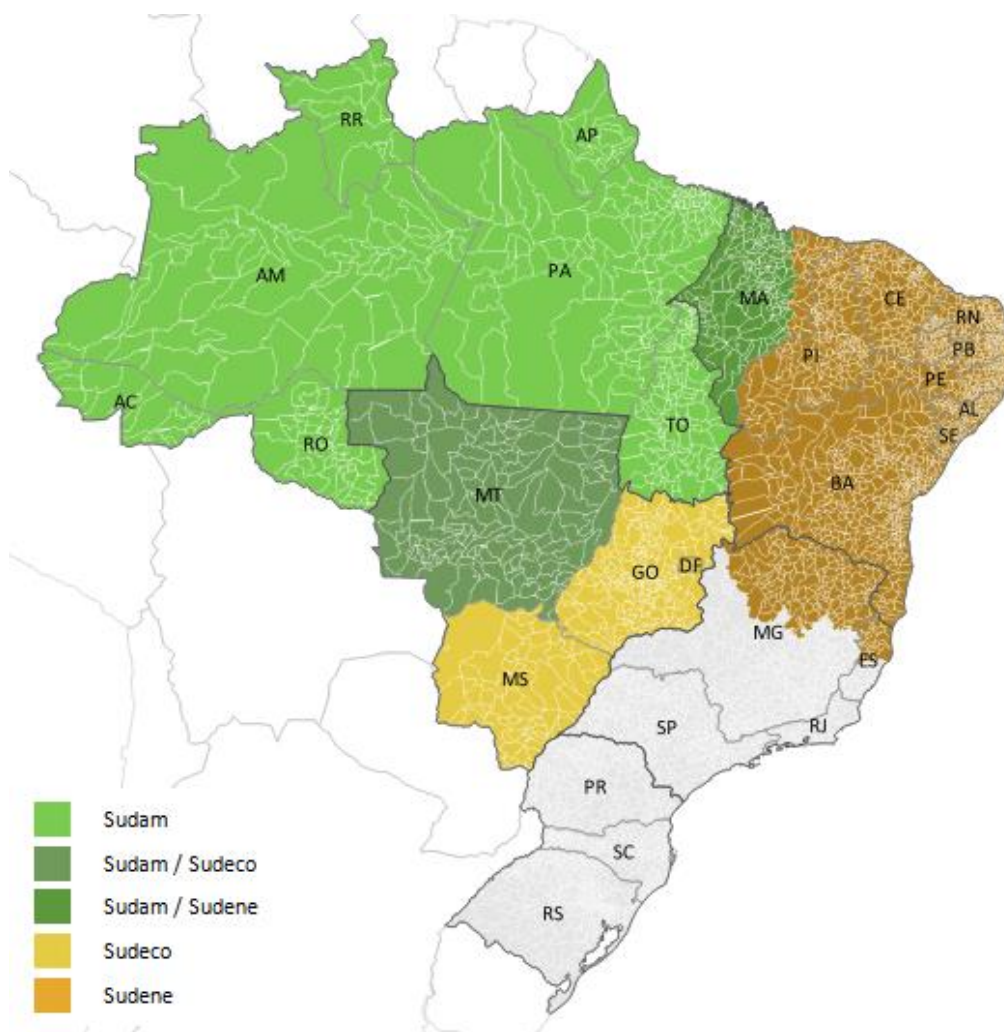 RR
AP
AM
PA
MA
CE
RN
PI
PB
PE
AC
AL
TO
SE
RO
BA
MT
GO
DF
MG
ES
MS
SP
RJ
PR
SC
RS
Sudam
Sudam / Sudeco
Sudam / Sudene
Sudeco
Sudene